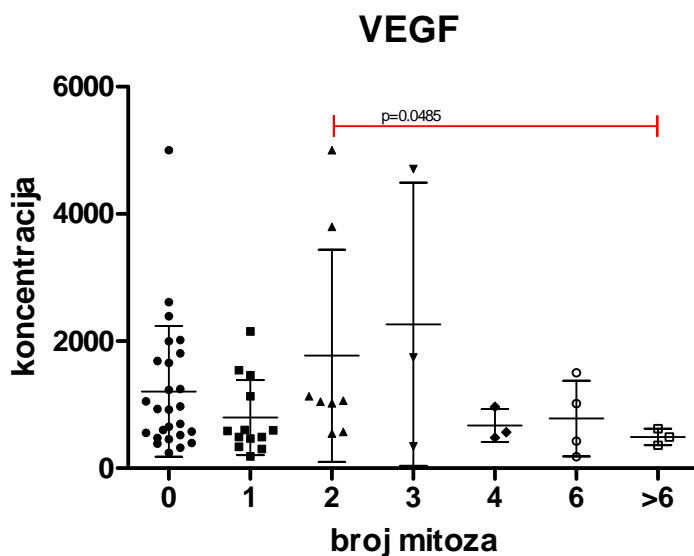 VEGF
6000
p=0.0485
4000
koncentracija
2000
0
0 1 2 3 4 6 >6
broj mitoza